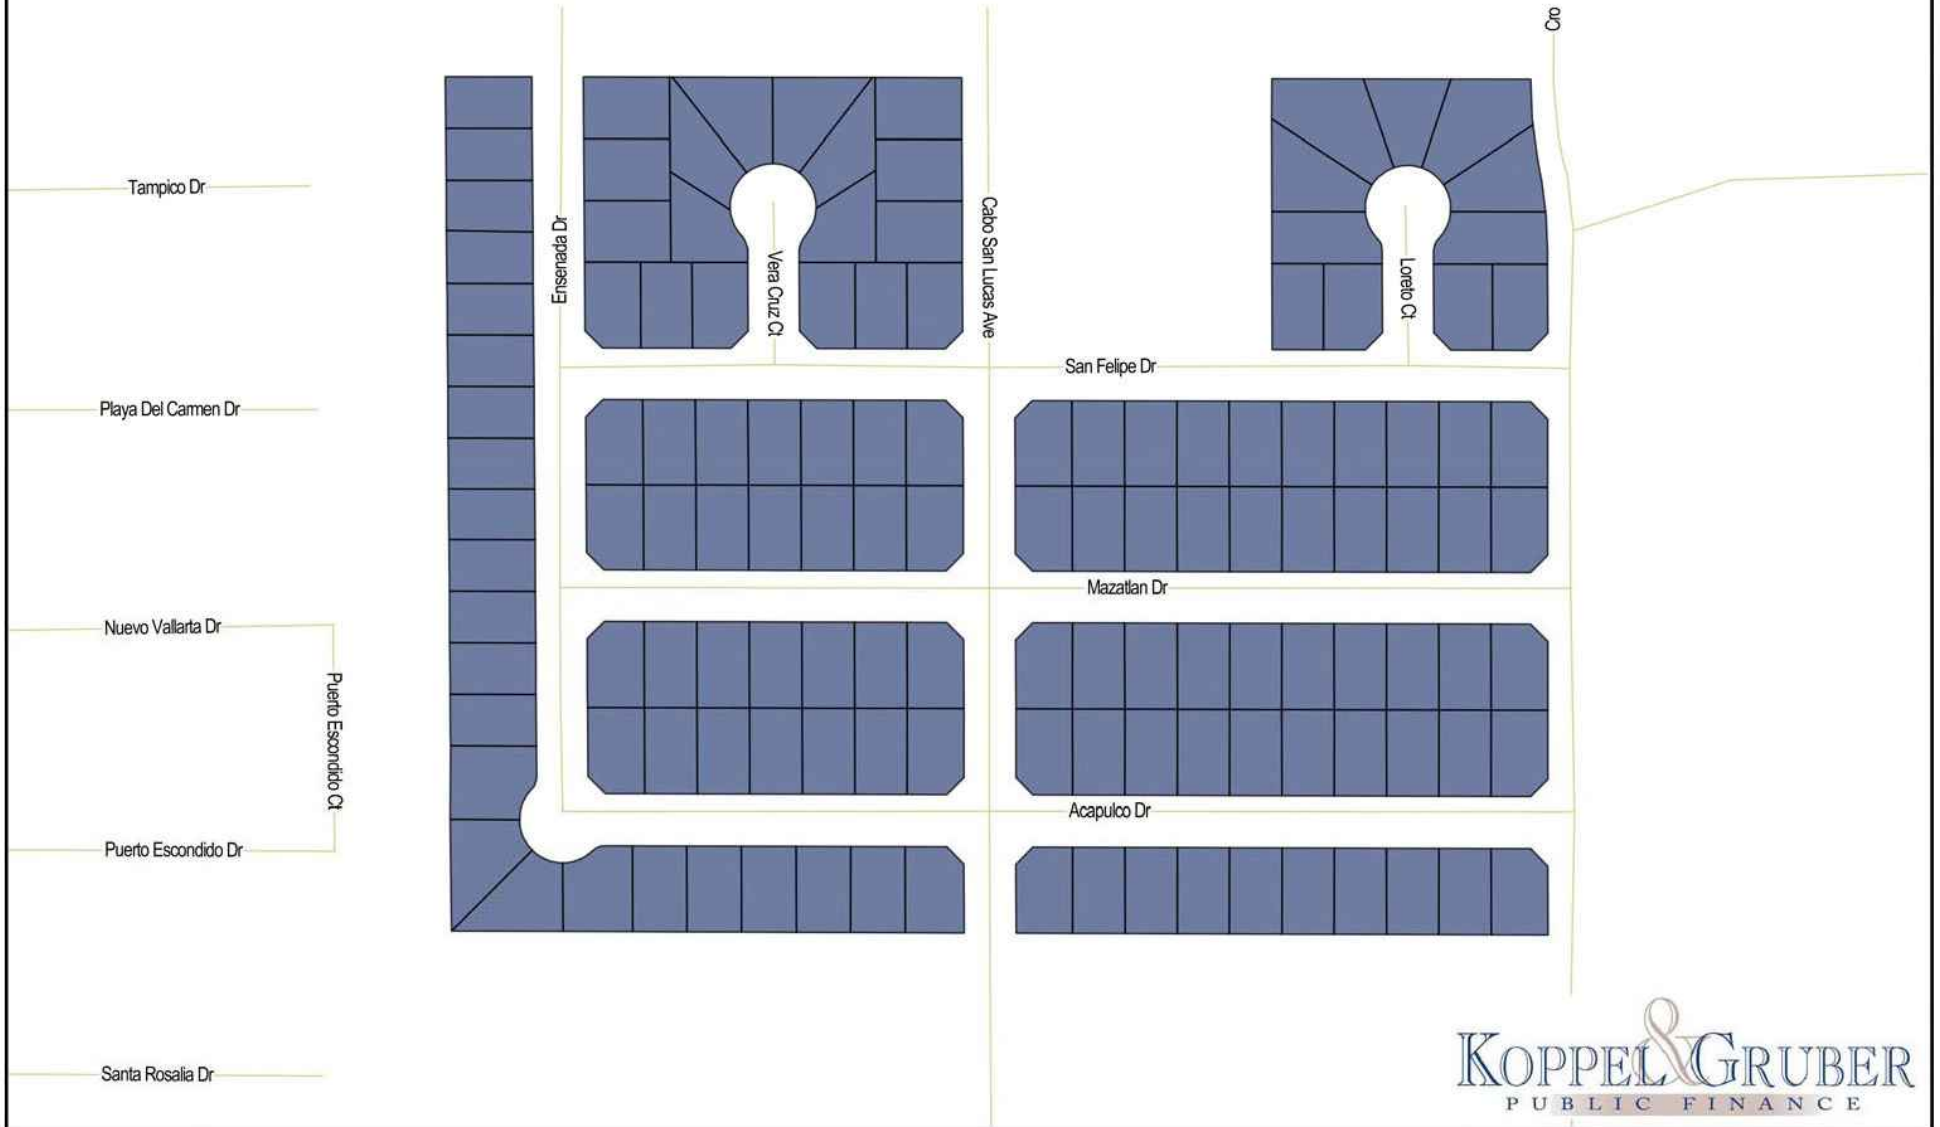 Cro
Tampico Dr
Ensenada Dr
Vera Cruz Ct
Cabo San Lucas Ave
Loreto Ct
San Felipe Dr
Playa Del Carmen Dr
Mazatlan Dr
Nuevo Vallarta Dr
Puerto Escondido Ct
Acapulco Dr
Puerto Escondido Dr
Santa Rosalia Dr
KOPPEL & GRUBER
PUBLIC FINANCE